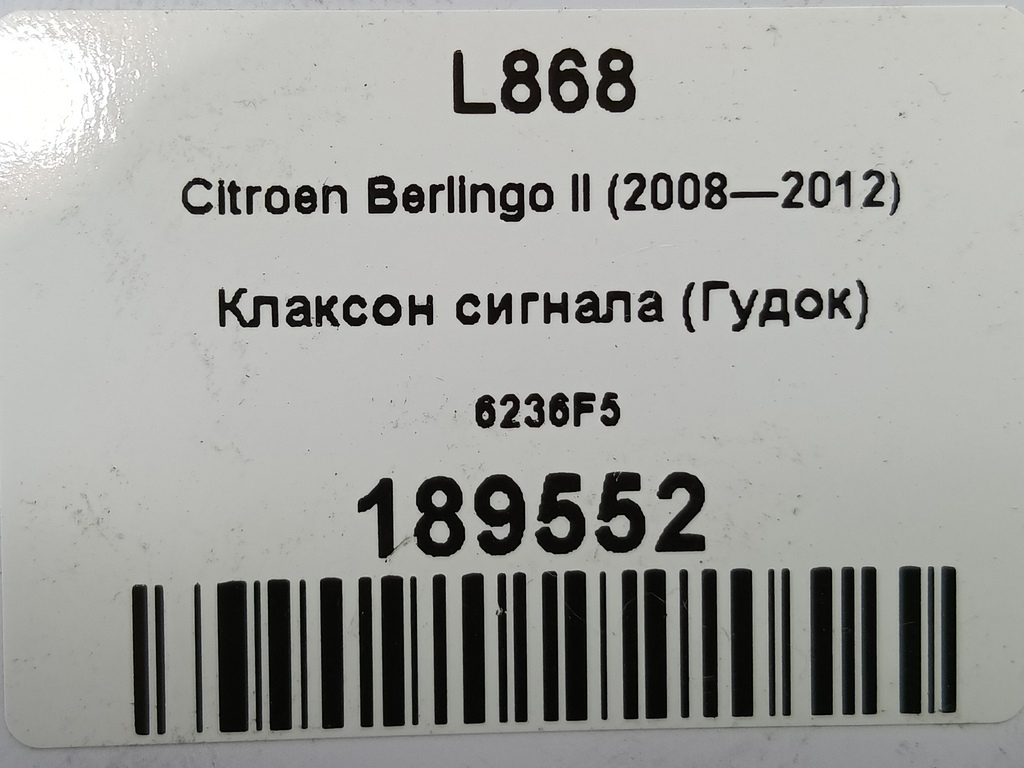 L868
Citroen Berlingo II (2008—2012)
Клаксон сигнала (Гудок)
6236F5
189552